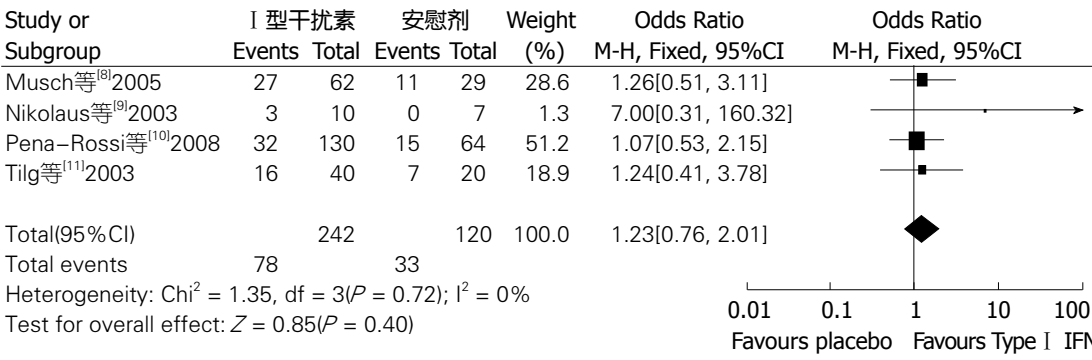 Study or Ⅰ型干扰素 安慰剂 Weight Odds Ratio Odds Ratio
Subgroup Events Total Events Total (%) M-H, Fixed, 95%CI M-H, Fixed, 95%CI
Musch等[8]2005 27 62 11 29 28.6 1.26[0.51, 3.11]
Nikolaus等[9]2003 3 10 0 7 1.3 7.00[0.31, 160.32]
Pena-Rossi等[10]2008 32 130 15 64 51.2 1.07[0.53, 2.15]
Tilg等[11]2003 16 40 7 20 18.9 1.24[0.41, 3.78]
Total(95%CI) 242 120 100.0 1.23[0.76, 2.01]
Total events 78 33
Heterogeneity: Chi² = 1.35, df = 3(P = 0.72); I² = 0%
Test for overall effect: Z = 0.85(P = 0.40)
0.01 0.1 1 10 100
Favours placebo Favours Type Ⅰ IFN